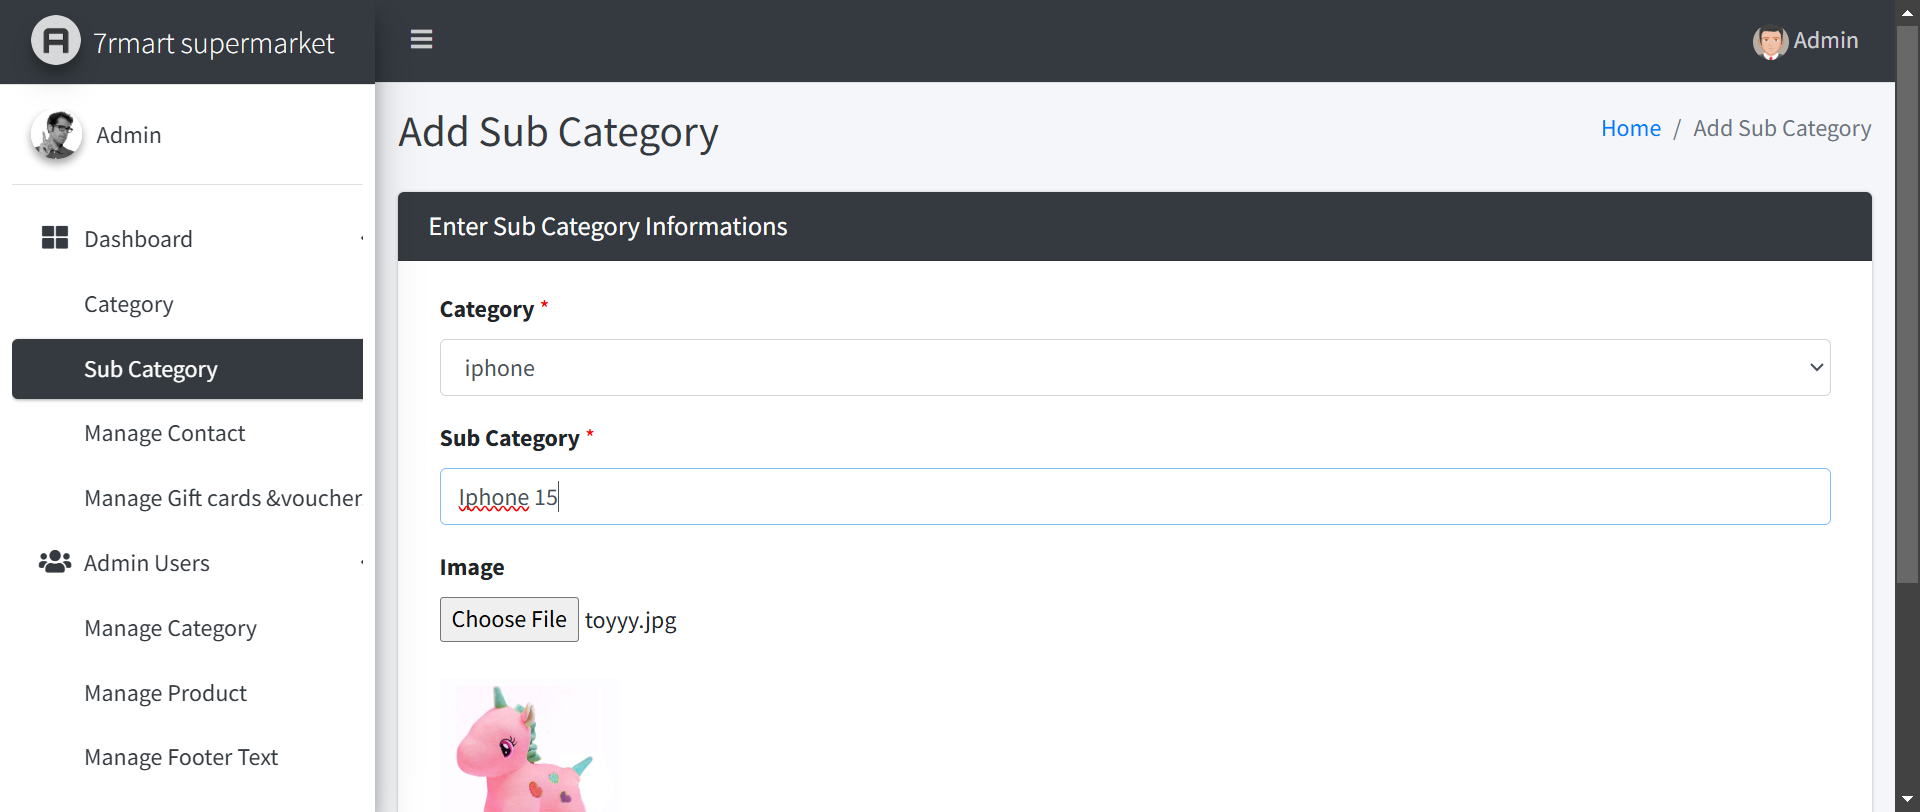 7rmart supermarket
Admin
Admin
Add Sub Category
Home / Add Sub Category
Dashboard
Category
Sub Category
Manage Contact
Manage Gift cards &voucher
Admin Users
Manage Category
Manage Product
Manage Footer Text
Enter Sub Category Informations
Category *
iphone
Sub Category *
Iphone 15
Image
Choose File toyyy.jpg